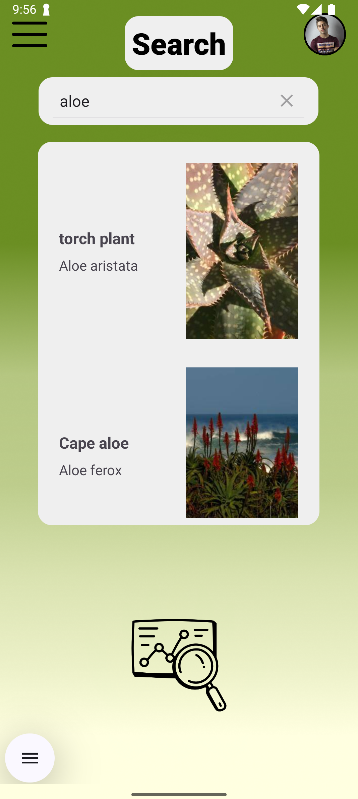 9:56
Search
aloe
torch plant
Aloe aristata
Cape aloe
Aloe ferox